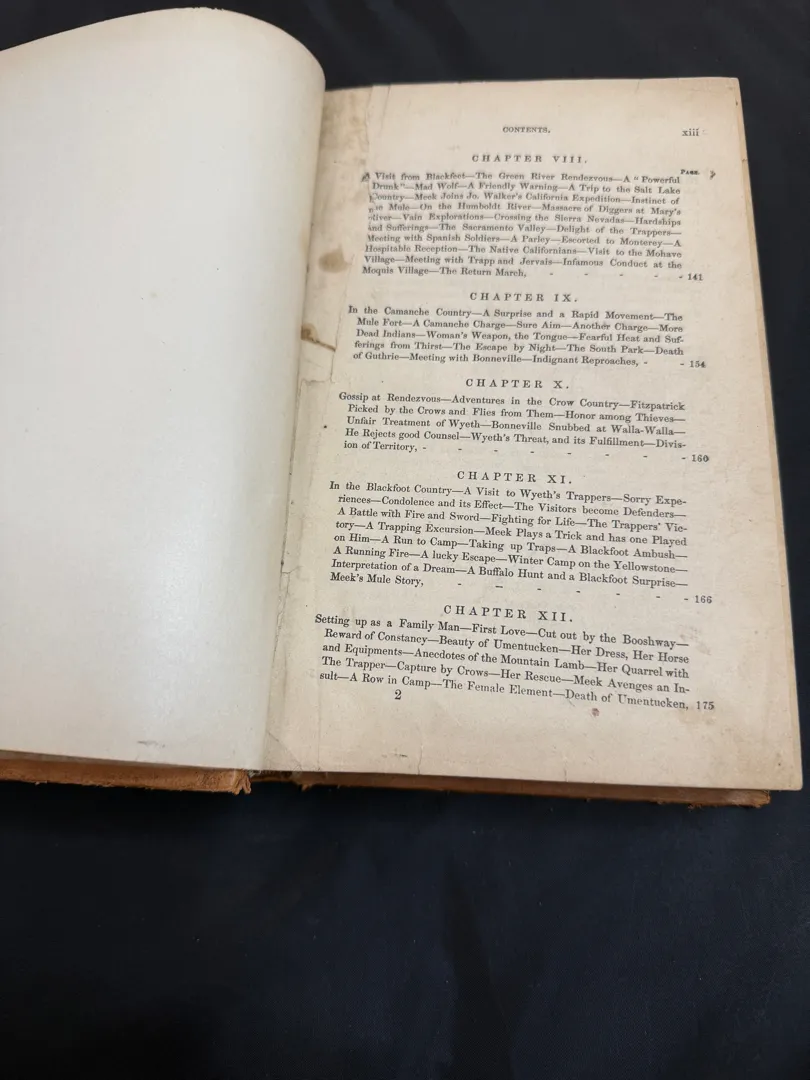 CONTENTS.
xiii
CHAPTER VIII.
PAGE.
A Visit from Blackfeet—The Green River Rendezvous—A "Powerful
Drunk"—Mad Wolf—A Friendly Warning—A Trip to the Salt Lake
Country—Meek Joins Jo. Walker's California Expedition—Instinct of
Mule—On the Humboldt River—Massacre of Diggers at Mary's
River—Vain Explorations—Crossing the Sierra Nevadas—Hardships
and Sufferings—The Sacramento Valley—Delight of the Trappers—
Meeting with Spanish Soldiers—A Parley—Escorted to Monterey—A
Hospitable Reception—The Native Californians—Visit to the Mohave
Village—Meeting with Trapp and Jervais—Infamous Conduct at the
Moquis Village—The Return March, - - - - - 141
CHAPTER IX.
In the Camanche Country—A Surprise and a Rapid Movement—The
Mule Fort—A Camanche Charge—Sure Aim—Another Charge—More
Dead Indians—Woman's Weapon, the Tongue—Fearful Heat and Suf-
ferings from Thirst—The Escape by Night—The South Park—Death
of Guthrie—Meeting with Bonneville—Indignant Reproaches, - - 154
CHAPTER X.
Gossip at Rendezvous—Adventures in the Crow Country—Fitzpatrick
Picked by the Crows and Flies from Them—Honor among Thieves—
Unfair Treatment of Wyeth—Bonneville Snubbed at Walla-Walla—
He Rejects good Counsel—Wyeth's Threat, and its Fulfillment—Divis-
ion of Territory, - - - - - - - - 160
CHAPTER XI.
In the Blackfoot Country—A Visit to Wyeth's Trappers—Sorry Expe-
riences—Condolence and its Effect—The Visitors become Defenders—
A Battle with Fire and Sword—Fighting for Life—The Trappers' Vic-
tory—A Trapping Excursion—Meek Plays a Trick and has one Played
on Him—A Run to Camp—Taking up Traps—A Blackfoot Ambush—
A Running Fire—A lucky Escape—Winter Camp on the Yellowstone—
Interpretation of a Dream—A Buffalo Hunt and a Blackfoot Surprise—
Meek's Mule Story, - - - - - - - 166
CHAPTER XII.
Setting up as a Family Man—First Love—Cut out by the Booshway—
Reward of Constancy—Beauty of Umentucken—Her Dress, Her Horse
and Equipments—Anecdotes of the Mountain Lamb—Her Quarrel with
The Trapper—Capture by Crows—Her Rescue—Meek Avenges an In-
sult—A Row in Camp—The Female Element—Death of Umentucken, 175
2